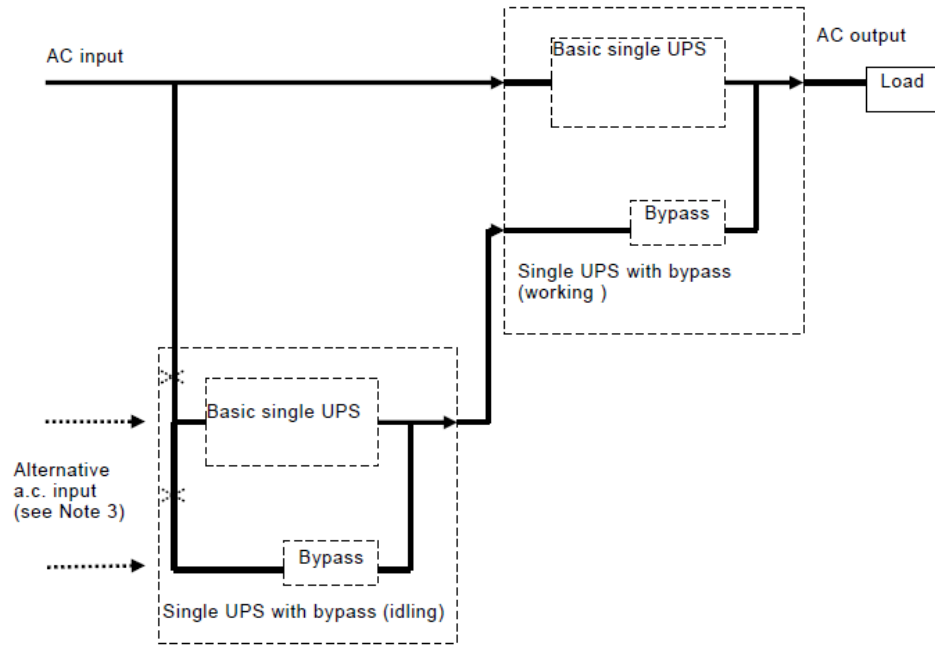 AC input
Basic single UPS
AC output
Load
Bypass
Single UPS with bypass
(working )
Basic single UPS
Alternative
a.c. input
(see Note 3)
Bypass
Single UPS with bypass (idling)